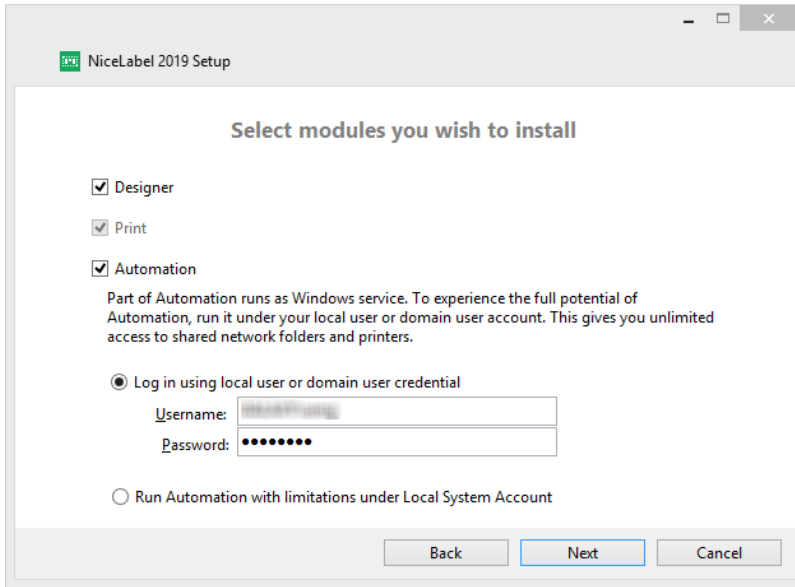 NiceLabel 2019 Setup
Select modules you wish to install
Designer
Print
Automation
Part of Automation runs as Windows service. To experience the full potential of
Automation, run it under your local user or domain user account. This gives you unlimited
access to shared network folders and printers.
Log in using local user or domain user credential
Username:
Password:
Run Automation with limitations under Local System Account
Back Next Cancel